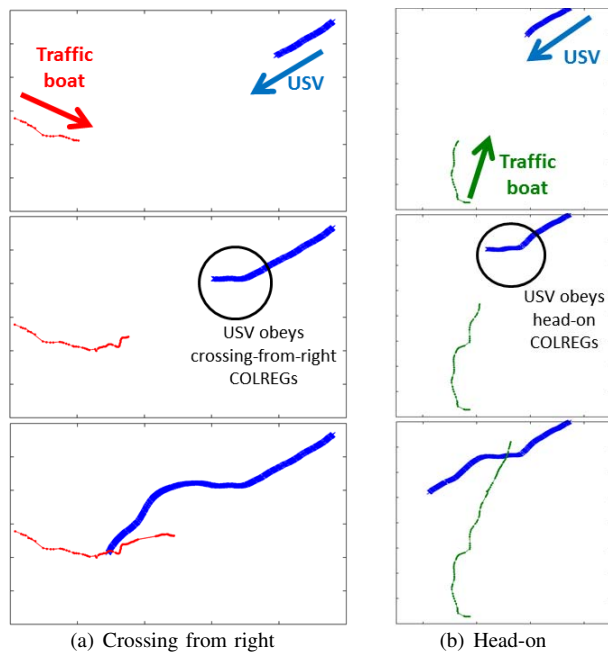 Traffic
boat
USV
USV
Traffic
boat
USV obeys
crossing-from-right
COLREGs
USV obeys
head-on
COLREGs
(a) Crossing from right
(b) Head-on